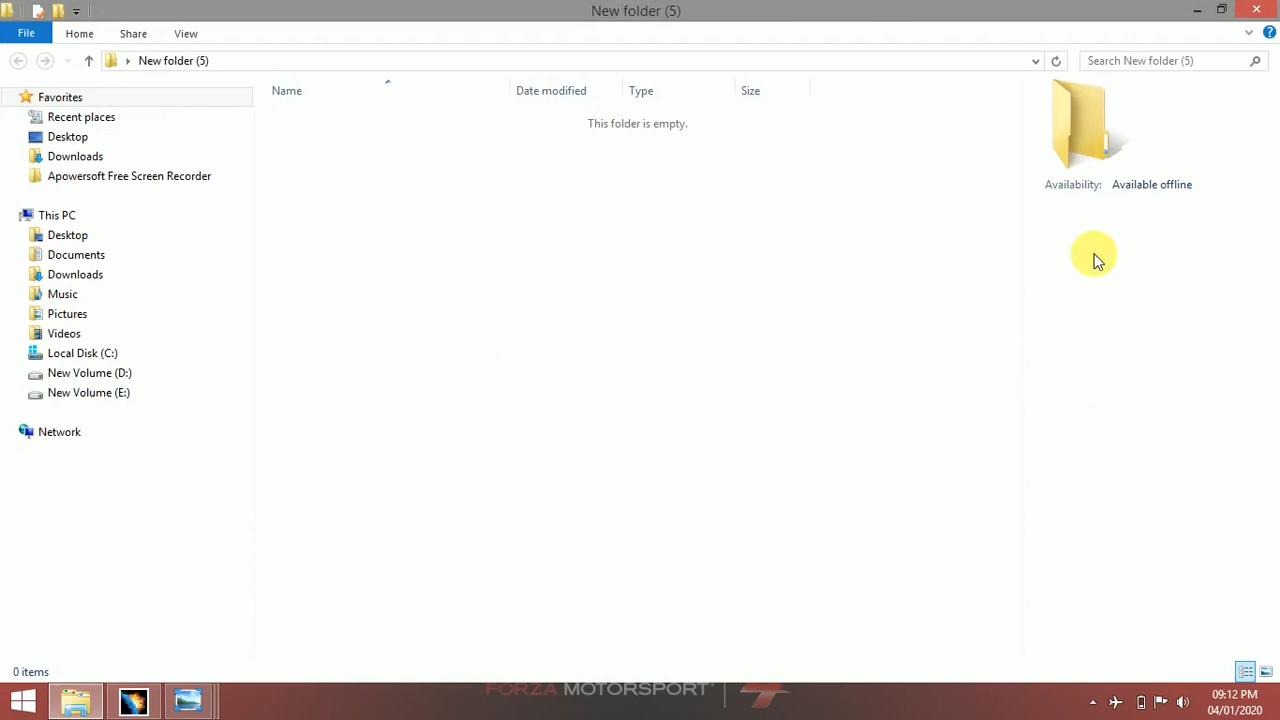 New folder (5)
File Home Share View
New folder (5)
Search New folder (5)
Favorites
Recent places
Desktop
Downloads
Apowersoft Free Screen Recorder
This PC
Desktop
Documents
Downloads
Music
Pictures
Videos
Local Disk (C:)
New Volume (D:)
New Volume (E:)
Network
Name Date modified Type Size
This folder is empty.
Availability: Available offline
0 items
FORZA MOTORSPORT
09:12 PM
04/01/2020